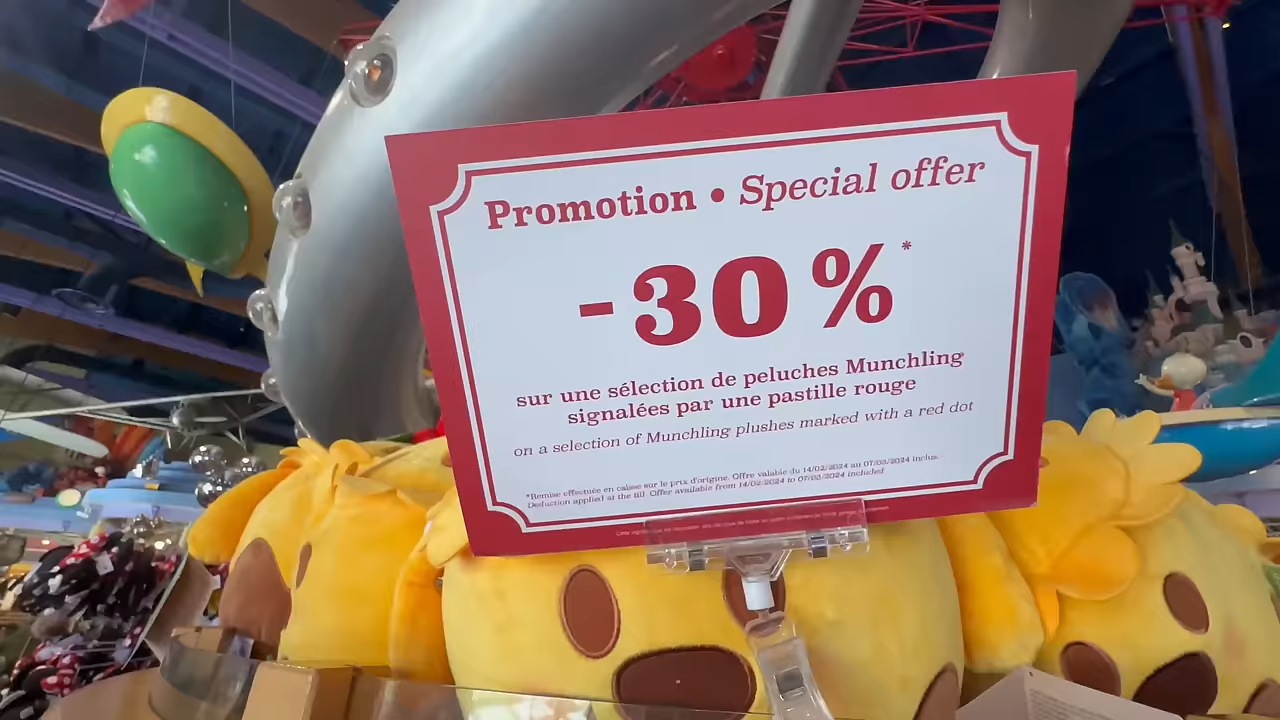 Promotion • Special offer
-30%*
sur une sélection de peluches Munchling
signalées par une pastille rouge
on a selection of Munchling plushes marked with a red dot
*Remise effectuée en caisse sur le prix d'origine. Offre valable du 14/02/2024 au 07/03/2024 inclus.
Deduction applied at the till. Offer available from 14/02/2024 to 07/03/2024 included